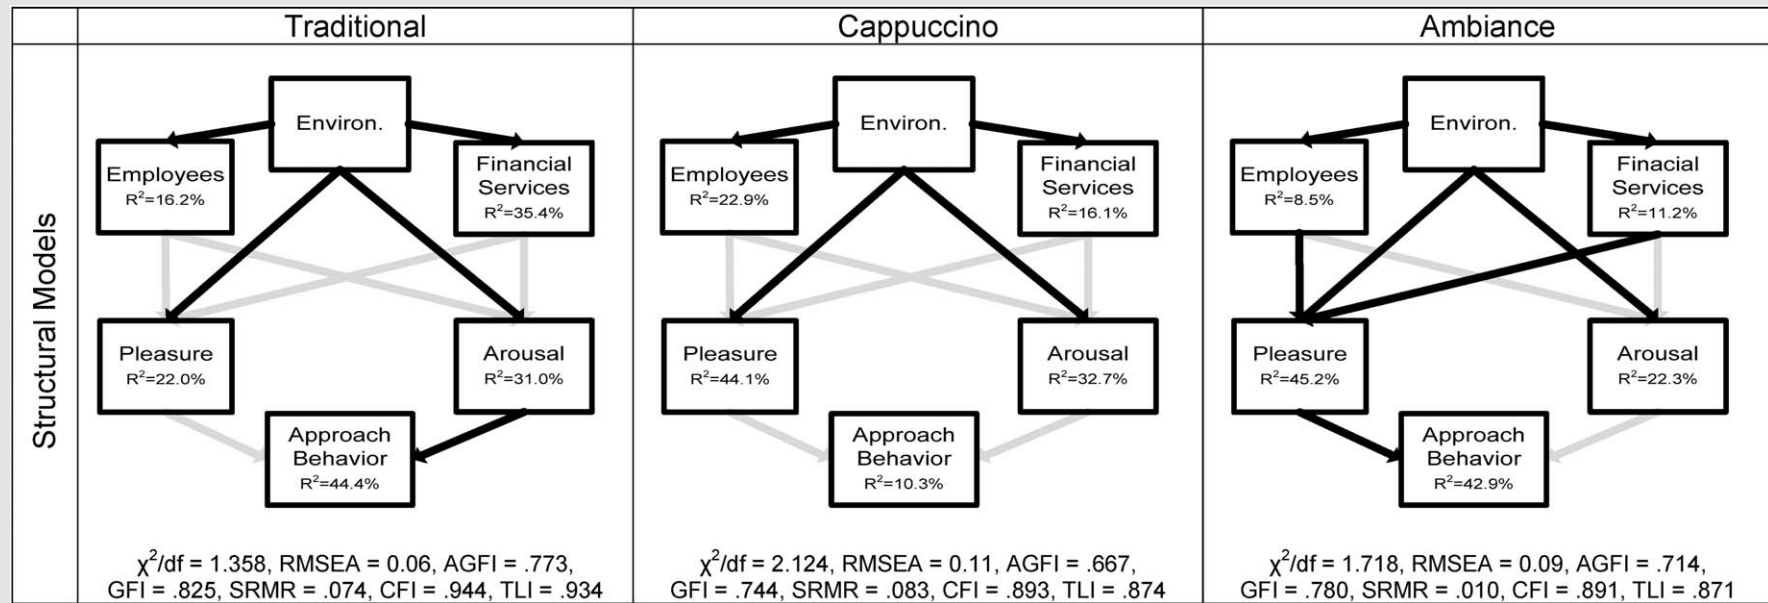 Traditional
Cappuccino
Ambiance
Structural Models
Environ.
Employees
R²=16.2%
Financial
Services
R²=35.4%
Pleasure
R²=22.0%
Arousal
R²=31.0%
Approach
Behavior
R²=44.4%
χ²/df = 1.358, RMSEA = 0.06, AGFI = .773,
GFI = .825, SRMR = .074, CFI = .944, TLI = .934
Environ.
Employees
R²=22.9%
Financial
Services
R²=16.1%
Pleasure
R²=44.1%
Arousal
R²=32.7%
Approach
Behavior
R²=10.3%
χ²/df = 2.124, RMSEA = 0.11, AGFI = .667,
GFI = .744, SRMR = .083, CFI = .893, TLI = .874
Environ.
Employees
R²=8.5%
Finacial
Services
R²=11.2%
Pleasure
R²=45.2%
Arousal
R²=22.3%
Approach
Behavior
R²=42.9%
χ²/df = 1.718, RMSEA = 0.09, AGFI = .714,
GFI = .780, SRMR = .010, CFI = .891, TLI = .871